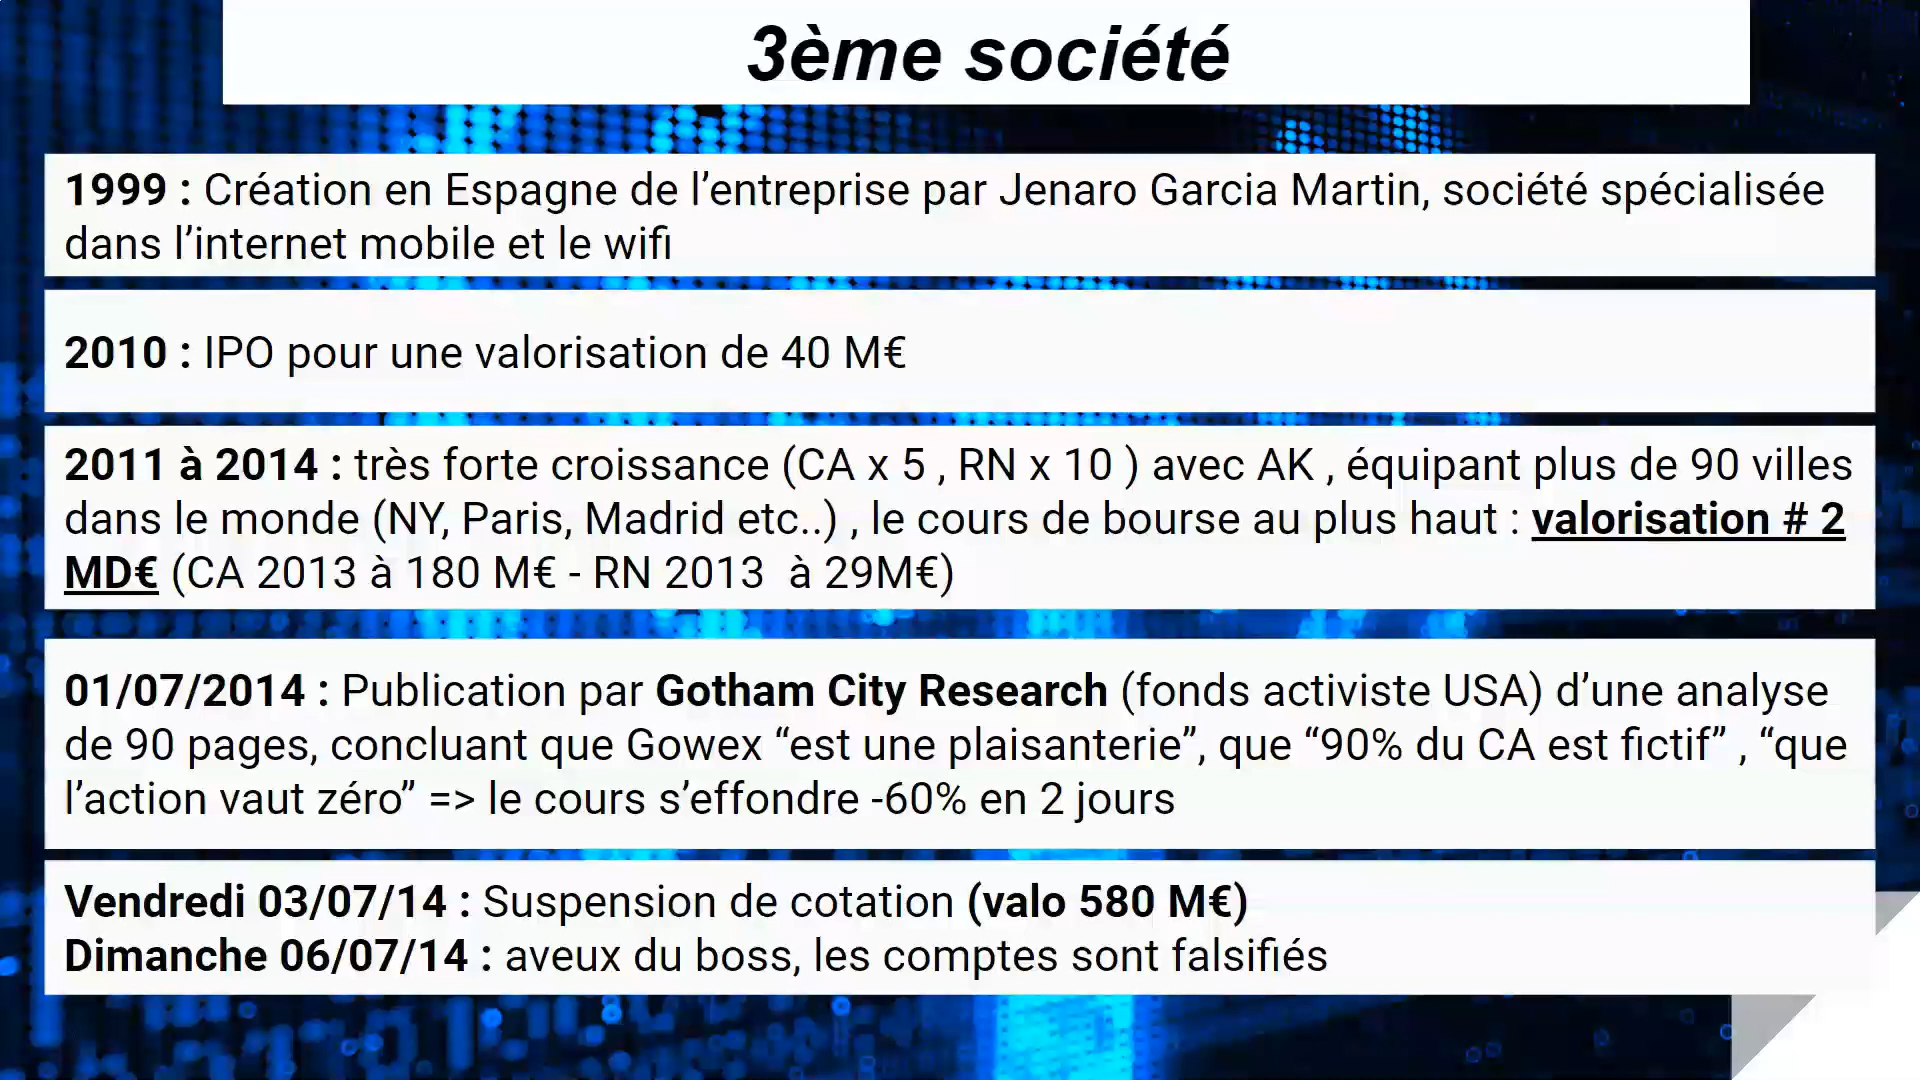 3ème société
1999 : Création en Espagne de l’entreprise par Jenaro Garcia Martin, société spécialisée
dans l’internet mobile et le wifi
2010 : IPO pour une valorisation de 40 M€
2011 à 2014 : très forte croissance (CA x 5 , RN x 10 ) avec AK , équipant plus de 90 villes
dans le monde (NY, Paris, Madrid etc..) , le cours de bourse au plus haut : valorisation # 2
MD€ (CA 2013 à 180 M€ - RN 2013  à 29M€)
01/07/2014 : Publication par Gotham City Research (fonds activiste USA) d’une analyse
de 90 pages, concluant que Gowex “est une plaisanterie”, que “90% du CA est fictif” , “que
l’action vaut zéro” => le cours s’effondre -60% en 2 jours
Vendredi 03/07/14 : Suspension de cotation (valo 580 M€)
Dimanche 06/07/14 : aveux du boss, les comptes sont falsifiés